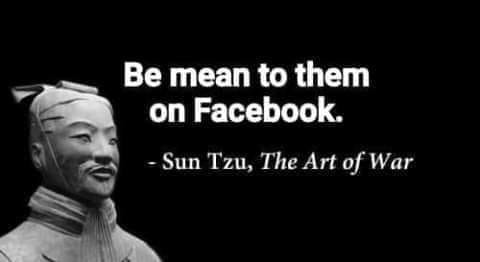 Be mean to them
on Facebook.
- Sun Tzu, The Art of War